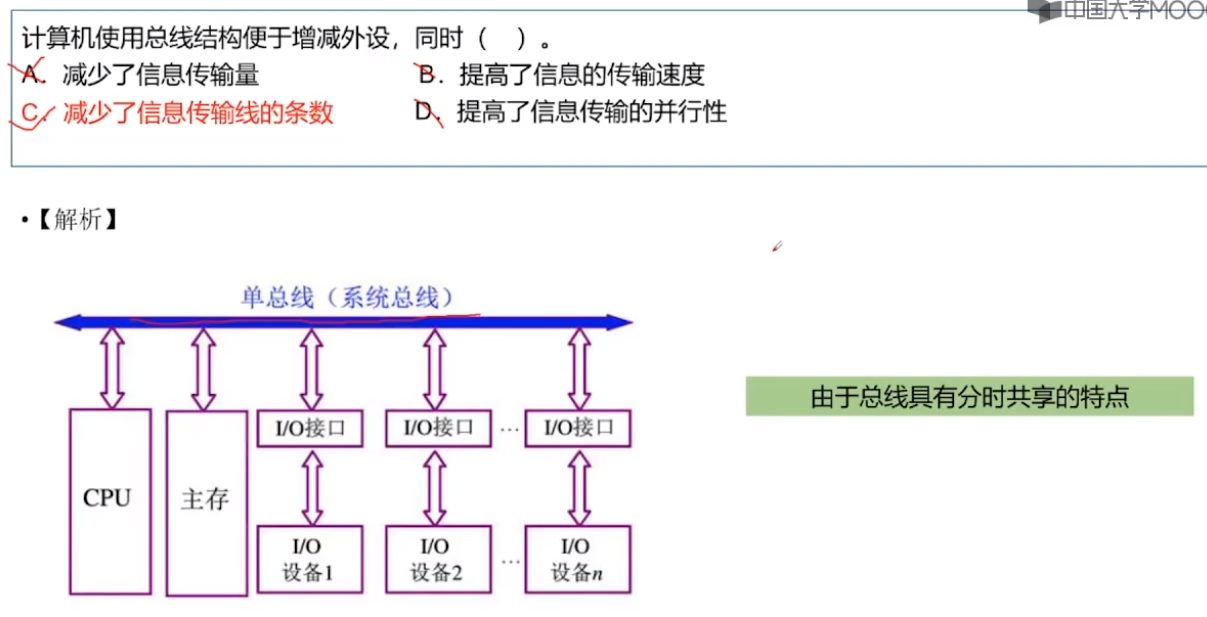 中国大学MOO
计算机使用总线结构便于增减外设，同时（ ）。
A. 减少了信息传输量 B. 提高了信息的传输速度
C. 减少了信息传输线的条数 D. 提高了信息传输的并行性
•【解析】
单总线（系统总线）
由于总线具有分时共享的特点
I/O接口 I/O接口 … I/O接口
CPU 主存
I/O
设备1
I/O
设备2
…
I/O
设备n